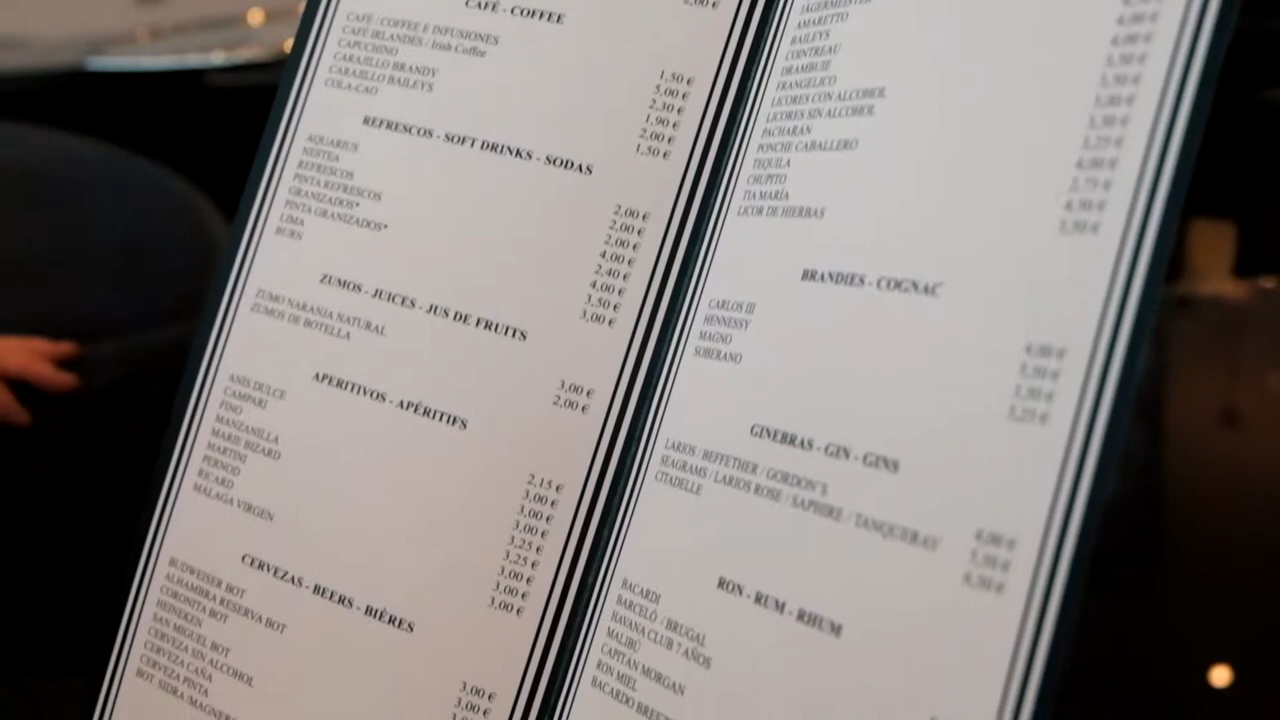 CAFÉ - COFFEE
CAFÉ / COFFEE E INFUSIONES 1,50 €
CAFÉ IRLANDÉS / Irish Coffee 5,00 €
CAPUCHINO 2,30 €
CARAJILLO BRANDY 1,90 €
CARAJILLO BAILEYS 2,00 €
COLA-CAO 1,50 €
REFRESCOS - SOFT DRINKS - SODAS
AQUARIUS 2,00 €
NESTEA 2,00 €
REFRESCOS 2,00 €
PINTA REFRESCOS 4,00 €
GRANIZADOS* 2,40 €
PINTA GRANIZADOS* 4,00 €
LIMA 3,50 €
BURN 3,00 €
ZUMOS - JUICES - JUS DE FRUITS
ZUMO NARANJA NATURAL 3,00 €
ZUMOS DE BOTELLA 2,00 €
APERITIVOS - APÉRITIFS
ANIS DULCE 2,15 €
CAMPARI 3,00 €
FINO 3,00 €
MANZANILLA 3,00 €
MARIE BIZARD 3,25 €
MARTINI 3,25 €
PERNOD 3,00 €
RICARD 3,00 €
MÁLAGA VIRGEN 3,00 €
CERVEZAS - BEERS - BIÈRES
BUDWEISER BOT 3,00 €
ALHAMBRA RESERVA BOT 3,00 €
CORONITA BOT
HEINEKEN
SAN MIGUEL BOT
CERVEZA SIN ALCOHOL
CERVEZA CAÑA
CERVEZA PINTA
BOT. SIDRA /MAGNERS
JÄGERMEISTER
AMARETTO
BAILEYS
COINTREAU
DRAMBUIE
FRANGELICO
LICORES CON ALCOHOL
LICORES SIN ALCOHOL
PACHARÁN
PONCHE CABALLERO
TEQUILA
CHUPITO
TIA MARÍA
LICOR DE HIERBAS
BRANDIES - COGNAC
CARLOS III
HENNESSY
MAGNO
SOBERANO
GINEBRAS - GIN - GINS
LARIOS / BEFFETHER / GORDON´S
SEAGRAMS / LARIOS ROSE / SAPHIRE / TANQUERAY
CITADELLE
RON - RUM - RHUM
BACARDI
BARCELÓ / BRUGAL
HAVANA CLUB 7 AÑOS
MALIBÚ
CAPITÁN MORGAN
RON MIEL